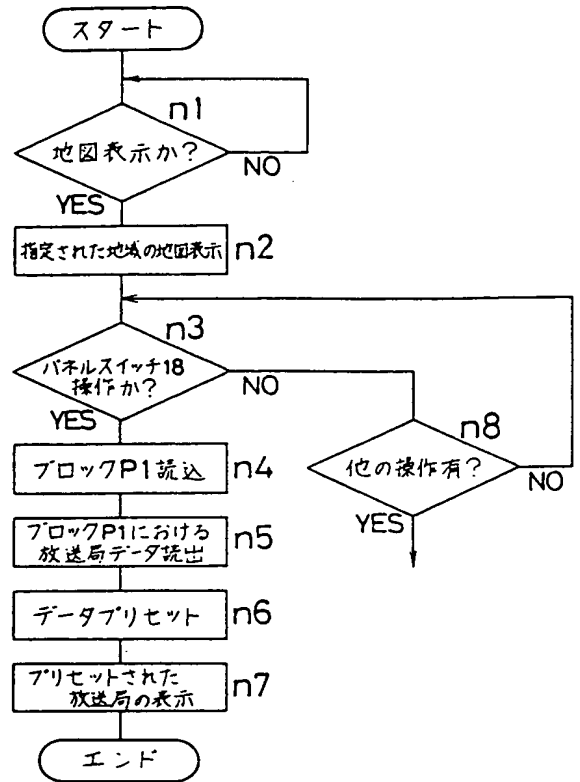 スタート
n1
地図表示か?
NO
YES
指定された地域の地図表示
n2
n3
パネルスイッチ18
操作か?
NO
YES
n8
他の操作有?
NO
YES
ブロックP1読込
n4
ブロックP1における
放送局データ読出
n5
データプリセット
n6
プリセットされた
放送局の表示
n7
エンド